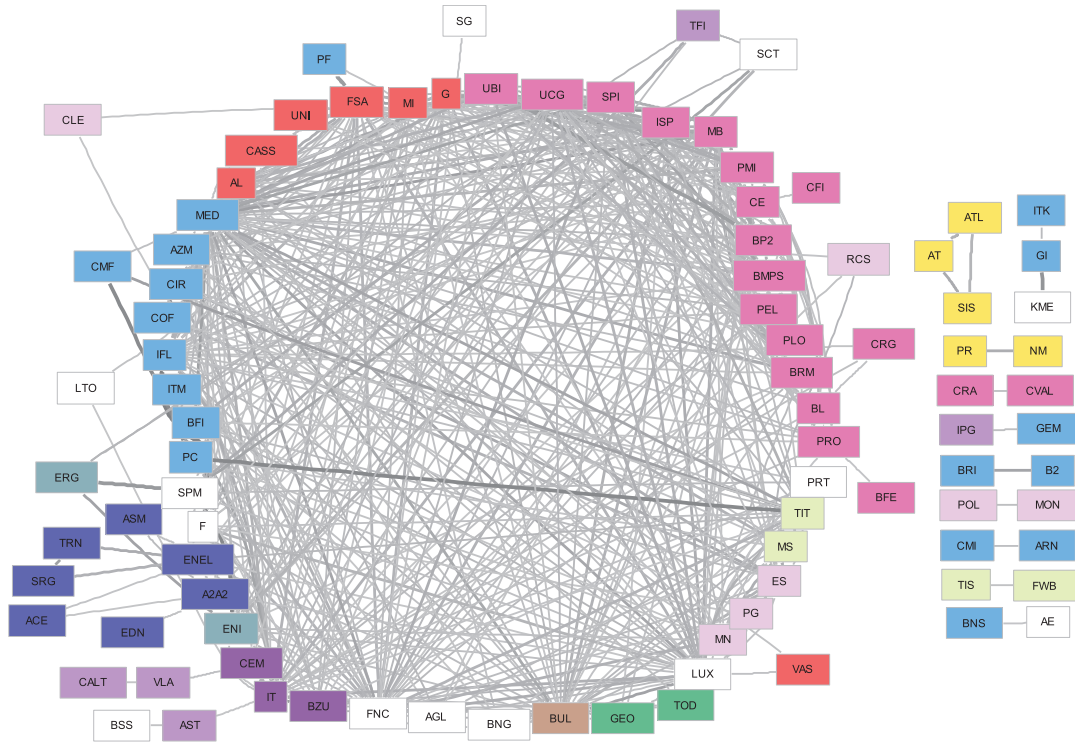 SG
TFI
SCT
PF
G
UBI
UCG
SPI
FSA
MI
UNI
CLE
ISP
MB
CASS
PMI
AL
CE
CFI
MED
ATL
ITK
AZM
BP2
AT
GI
CMF
RCS
CIR
BMPS
SIS
KME
COF
PEL
PLO
CRG
PR
NM
IFL
LTO
ITM
BRM
CRA
CVAL
BFI
BL
IPG
GEM
PRO
PC
ERG
BRI
B2
SPM
PRT
BFE
ASM
F
TIT
POL
MON
TRN
ENEL
MS
CMI
ARN
SRG
A2A2
ES
TIS
FWB
ACE
EDN
ENI
PG
MN
BNS
AE
CEM
LUX
VAS
CALT
VLA
IT
BZU
FNC
AGL
BNG
BUL
GEO
TOD
BSS
AST